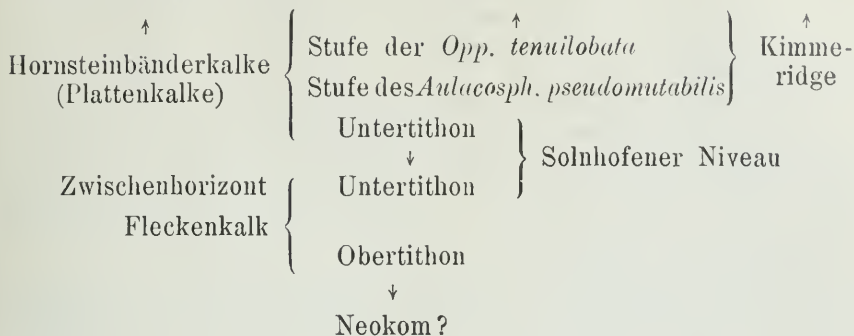 ↑ ↑ ↑
Hornsteinbänderkalke { Stufe der Opp. tenuilobata } Kimme-
(Plattenkalke) Stufe des Aulacosph. pseudomutabilis ridge
Untertithon
↓ } Solnhofener Niveau
Zwischenhorizont { Untertithon
Fleckenkalk
Obertithon
↓
Neokom?